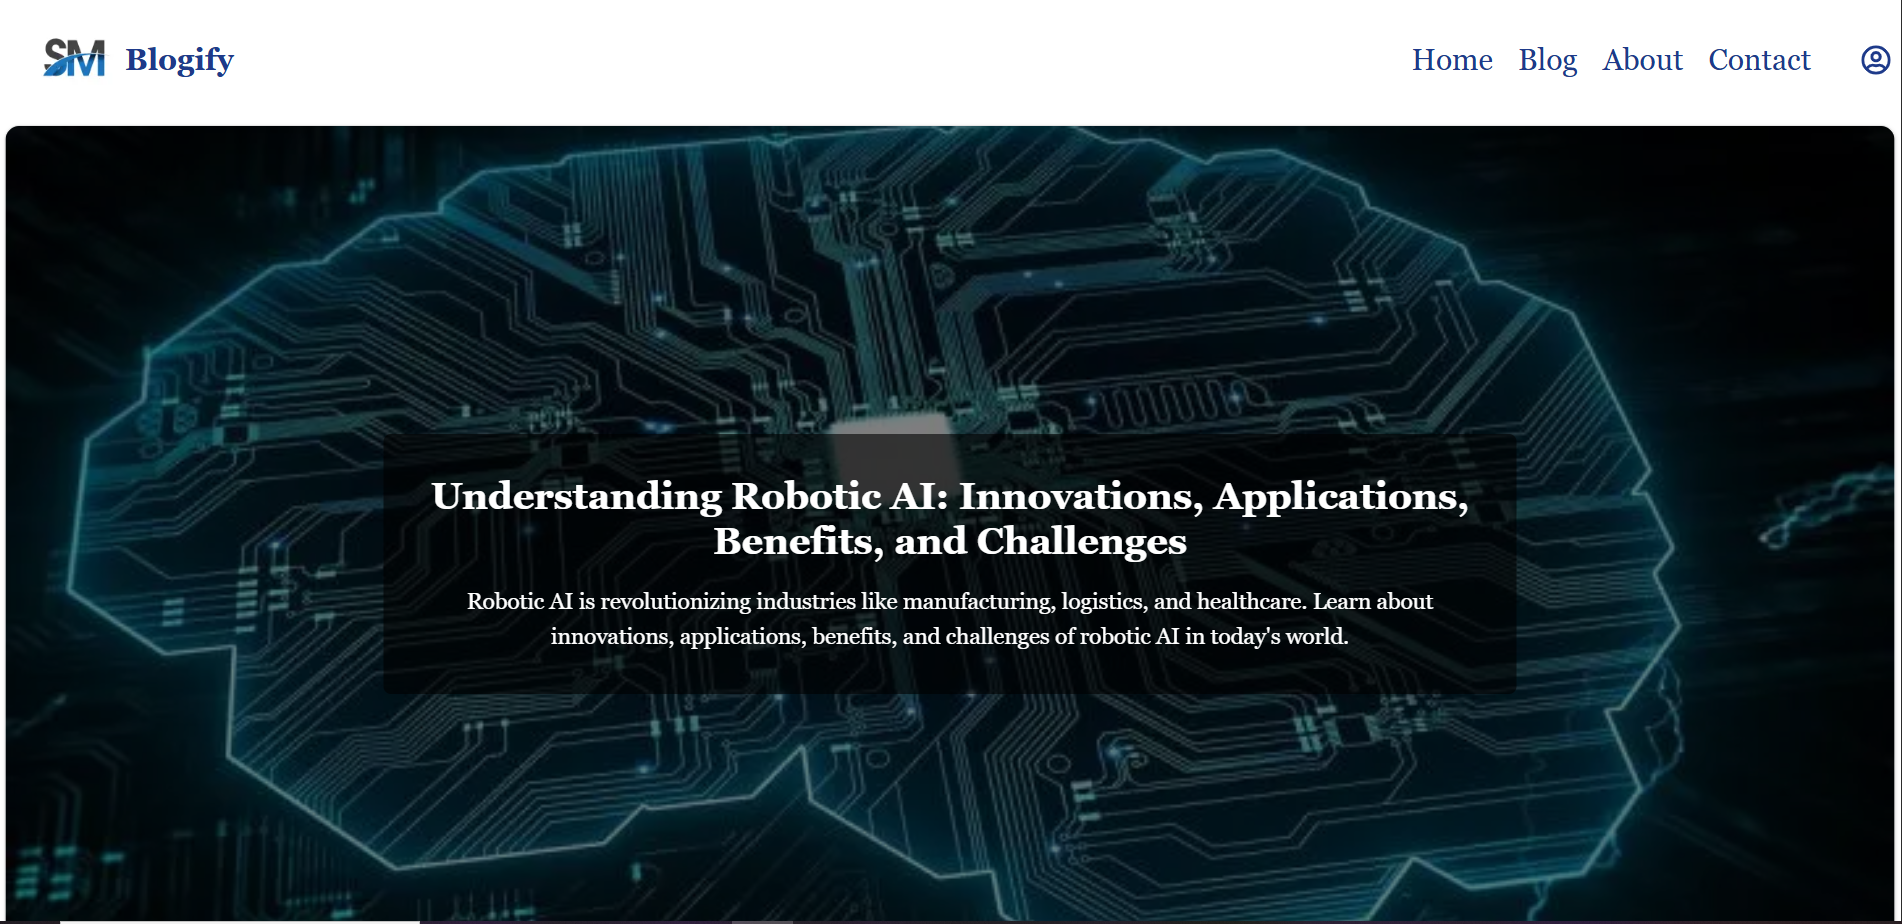 SM Blogify
Home Blog About Contact
Understanding Robotic AI: Innovations, Applications,
Benefits, and Challenges
Robotic AI is revolutionizing industries like manufacturing, logistics, and healthcare. Learn about
innovations, applications, benefits, and challenges of robotic AI in today's world.